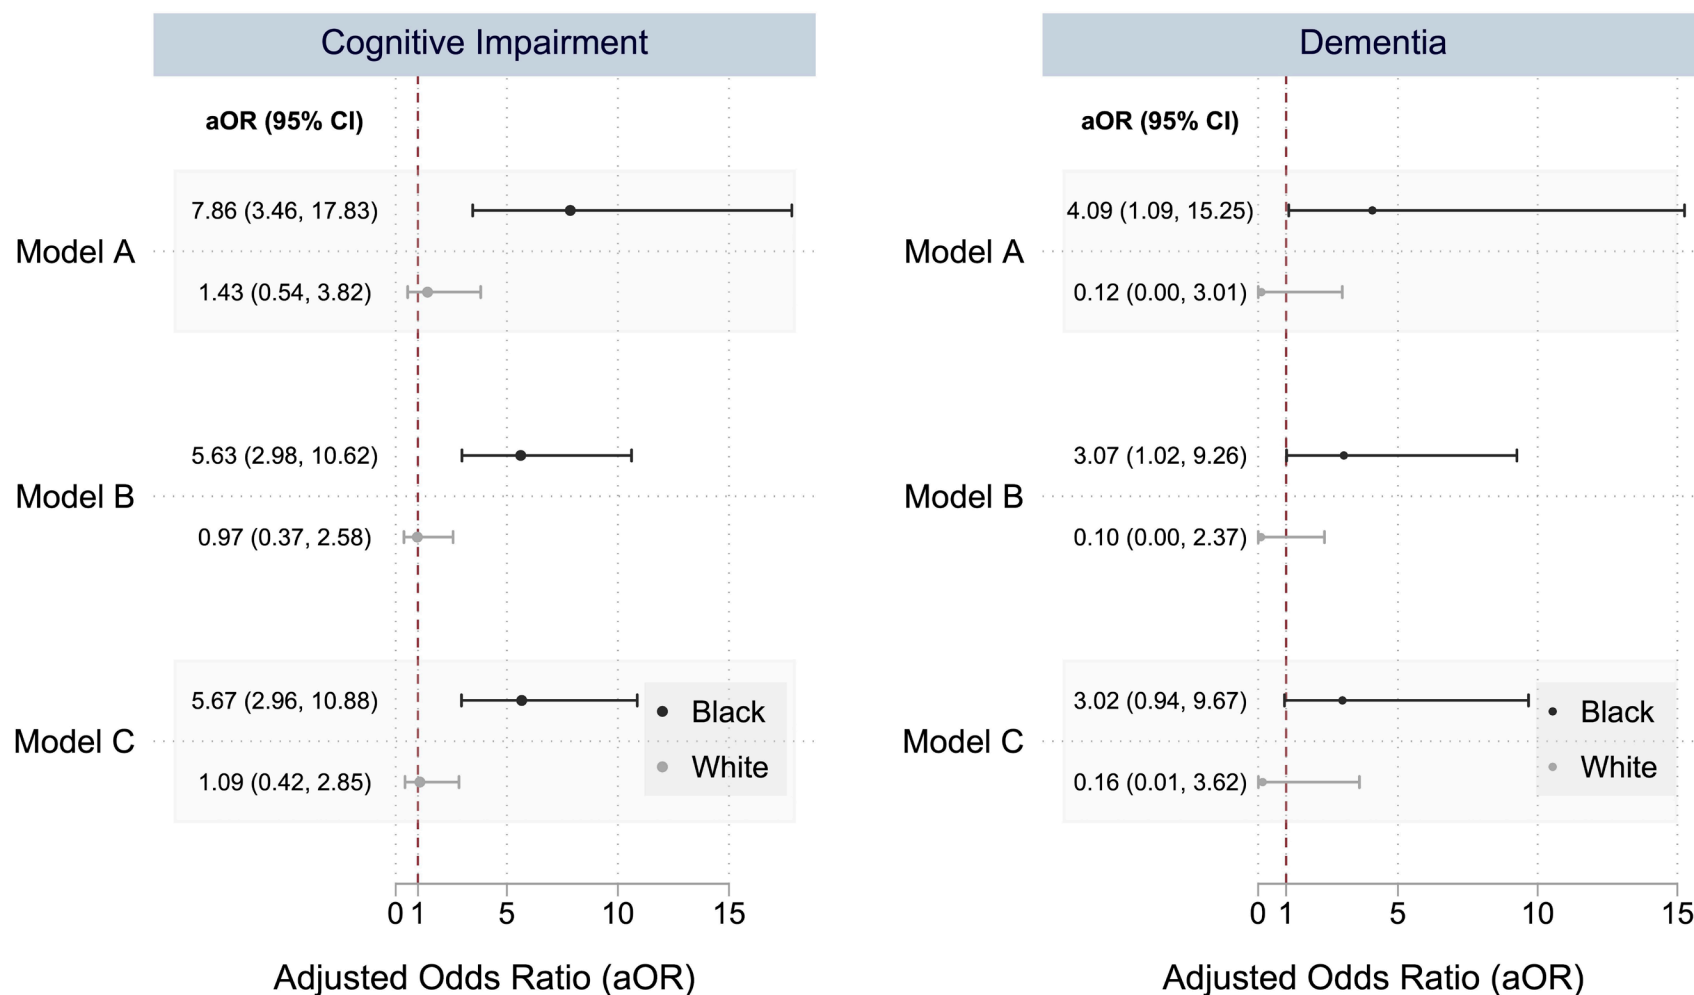 Cognitive Impairment
aOR (95% CI)
7.86 (3.46, 17.83)
Model A
1.43 (0.54, 3.82)
5.63 (2.98, 10.62)
Model B
0.97 (0.37, 2.58)
5.67 (2.96, 10.88)
Model C
1.09 (0.42, 2.85)
Black
White
0 1 5 10 15
Adjusted Odds Ratio (aOR)
Dementia
aOR (95% CI)
4.09 (1.09, 15.25)
Model A
0.12 (0.00, 3.01)
3.07 (1.02, 9.26)
Model B
0.10 (0.00, 2.37)
3.02 (0.94, 9.67)
Model C
0.16 (0.01, 3.62)
Black
White
0 1 5 10 15
Adjusted Odds Ratio (aOR)